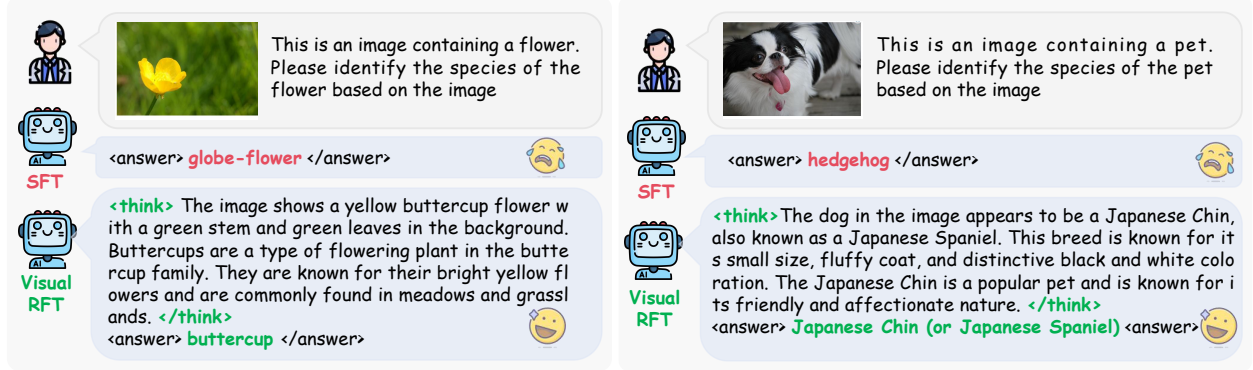 This is an image containing a flower.
Please identify the species of the
flower based on the image
AI
<answer> globe-flower </answer>
SFT
<think> The image shows a yellow buttercup flower w
ith a green stem and green leaves in the background.
Buttercups are a type of flowering plant in the butte
rcup family. They are known for their bright yellow fl
owers and are commonly found in meadows and grassl
ands. </think>
<answer> buttercup </answer>
AI
Visual
RFT
This is an image containing a pet.
Please identify the species of the pet
based on the image
AI
<answer> hedgehog </answer>
SFT
<think>The dog in the image appears to be a Japanese Chin,
also known as a Japanese Spaniel. This breed is known for it
s small size, fluffy coat, and distinctive black and white colo
ration. The Japanese Chin is a popular pet and is known for i
ts friendly and affectionate nature. </think>
<answer> Japanese Chin (or Japanese Spaniel) <answer>
AI
Visual
RFT